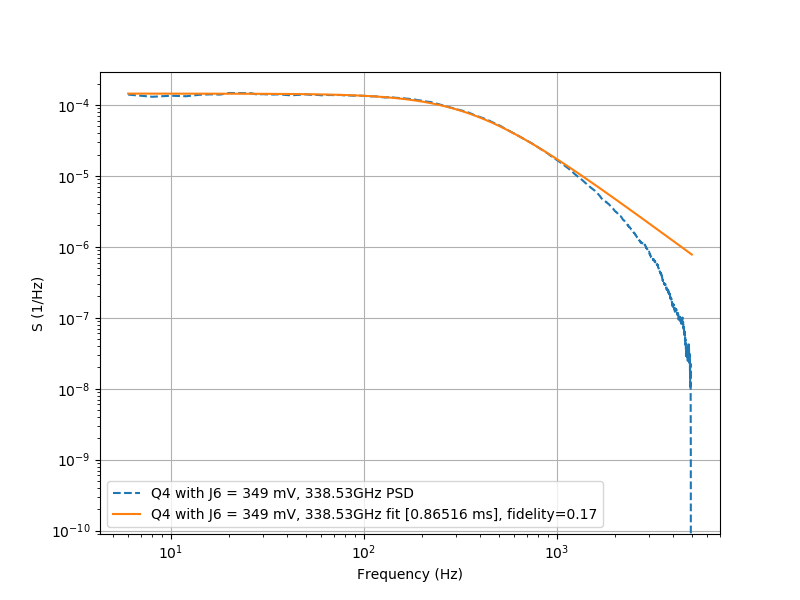 10⁻⁴
10⁻⁵
10⁻⁶
10⁻⁷
10⁻⁸
10⁻⁹
10⁻¹⁰
S (1/Hz)
Q4 with J6 = 349 mV, 338.53GHz PSD
Q4 with J6 = 349 mV, 338.53GHz fit [0.86516 ms], fidelity=0.17
10¹ 10² 10³
Frequency (Hz)